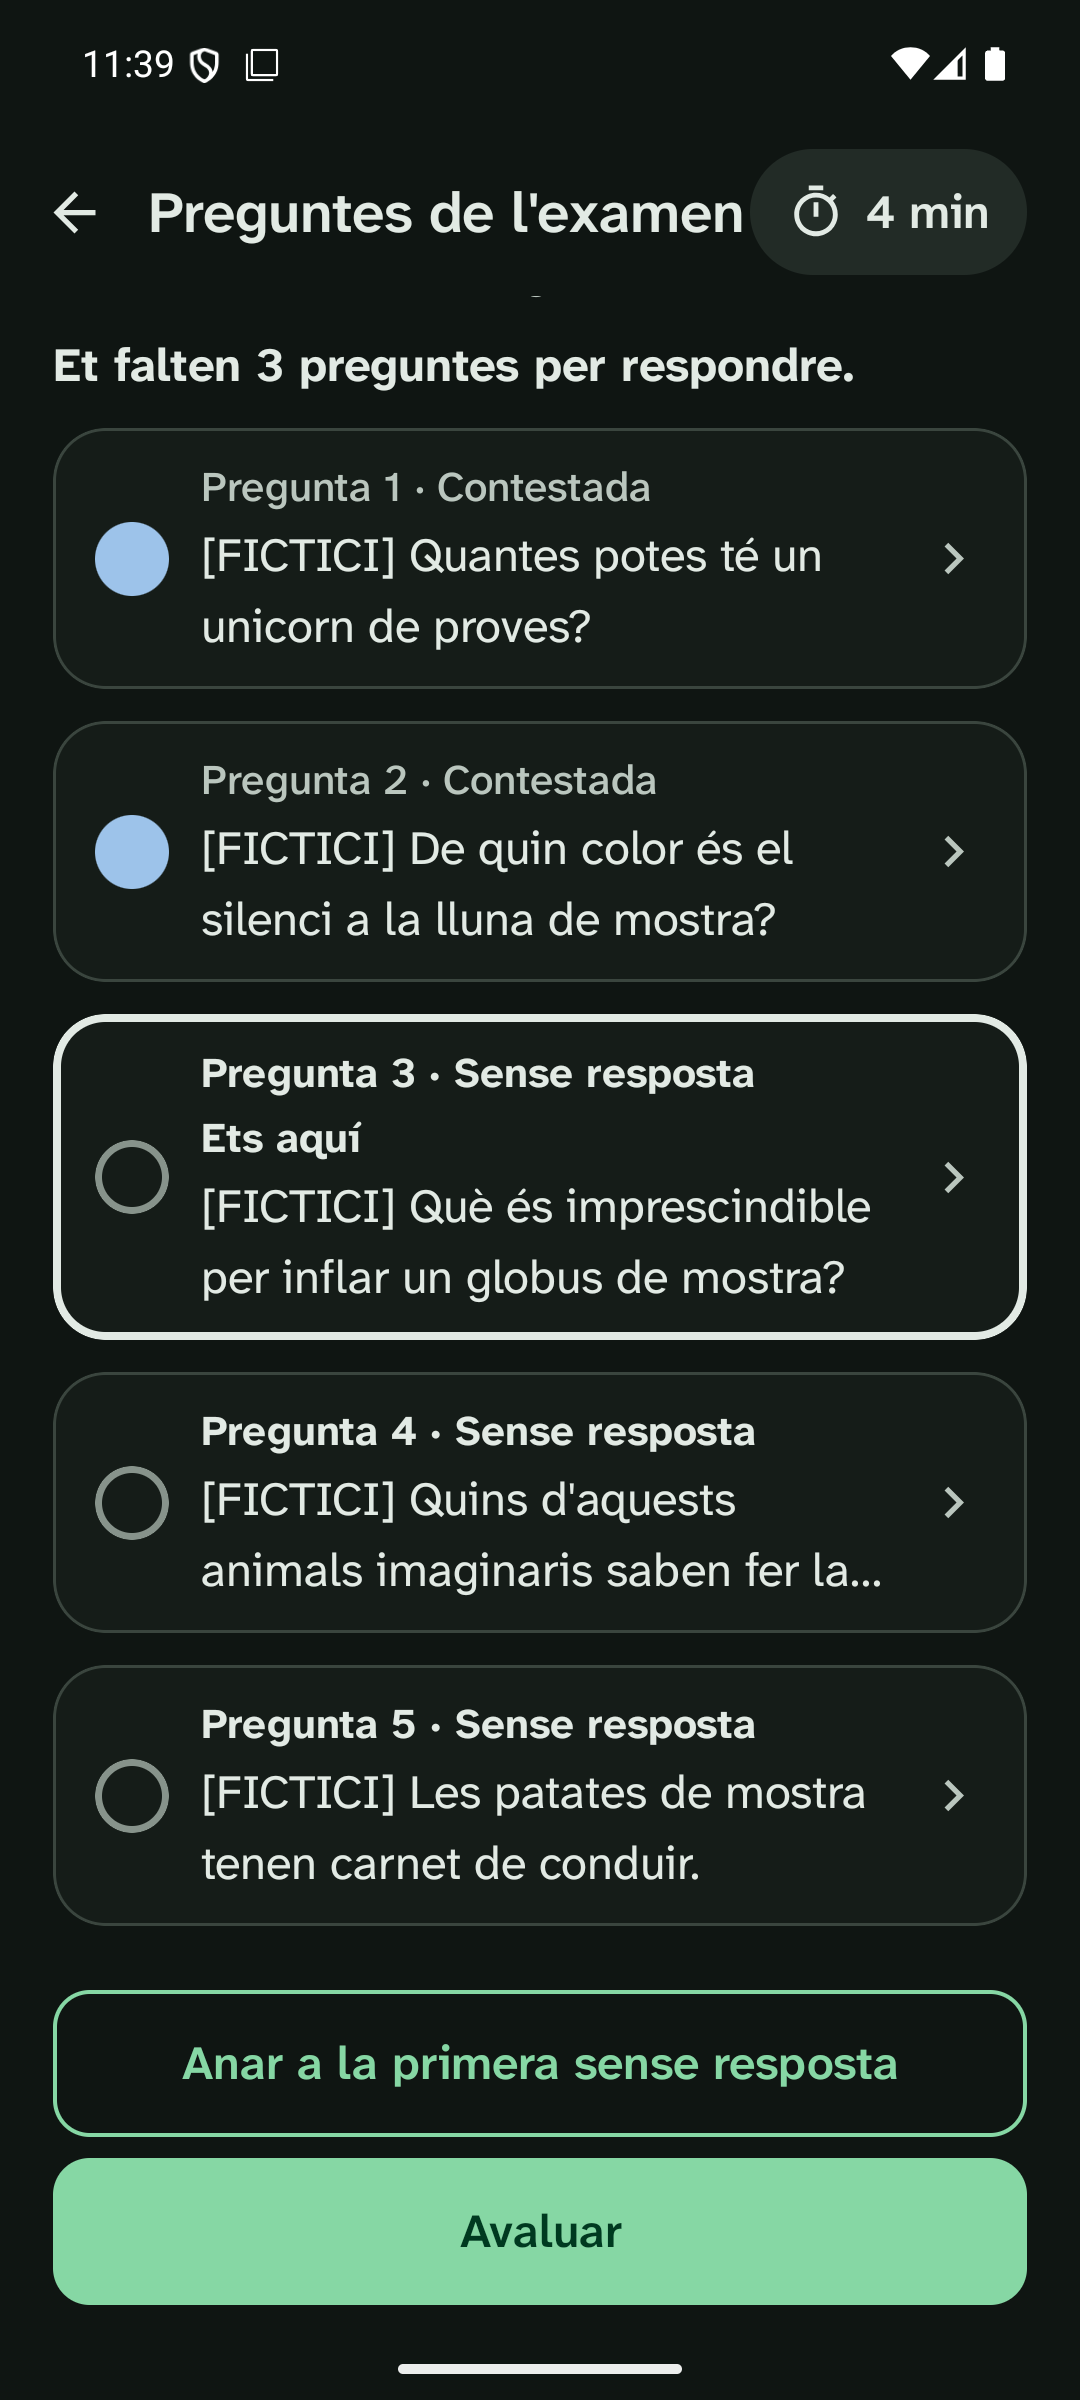 11:39
Preguntes de l'examen
4 min
Et falten 3 preguntes per respondre.
Pregunta 1 · Contestada
[FICTICI] Quantes potes té un
unicorn de proves?
Pregunta 2 · Contestada
[FICTICI] De quin color és el
silenci a la lluna de mostra?
Pregunta 3 · Sense resposta
Ets aquí
[FICTICI] Què és imprescindible
per inflar un globus de mostra?
Pregunta 4 · Sense resposta
[FICTICI] Quins d'aquests
animals imaginaris saben fer la...
Pregunta 5 · Sense resposta
[FICTICI] Les patates de mostra
tenen carnet de conduir.
Anar a la primera sense resposta
Avaluar